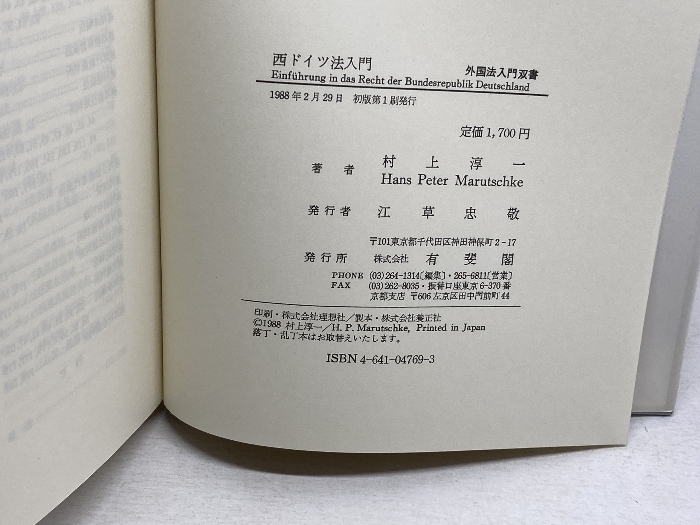 西ドイツ法入門 外国法入門双書
Einführung in das Recht der Bundesrepublik Deutschland
1988年2月29日 初版第1刷発行
定価1,700円
著者 村上淳一
Hans Peter Marutschke
発行者 江草忠敬
〒101東京都千代田区神田神保町2-17
発行所 株式会社 有斐閣
PHONE (03)264-1314[編集]・265-6811[営業]
FAX (03)262-8035・振替口座東京6-370番
京都支店 〒606 左京区田中門前町44
印刷・株式会社理想社／製本・株式会社養正社
©1988 村上淳一／H. P. Marutschke, Printed in Japan
落丁・乱丁本はお取替えいたします。
ISBN 4-641-04769-3